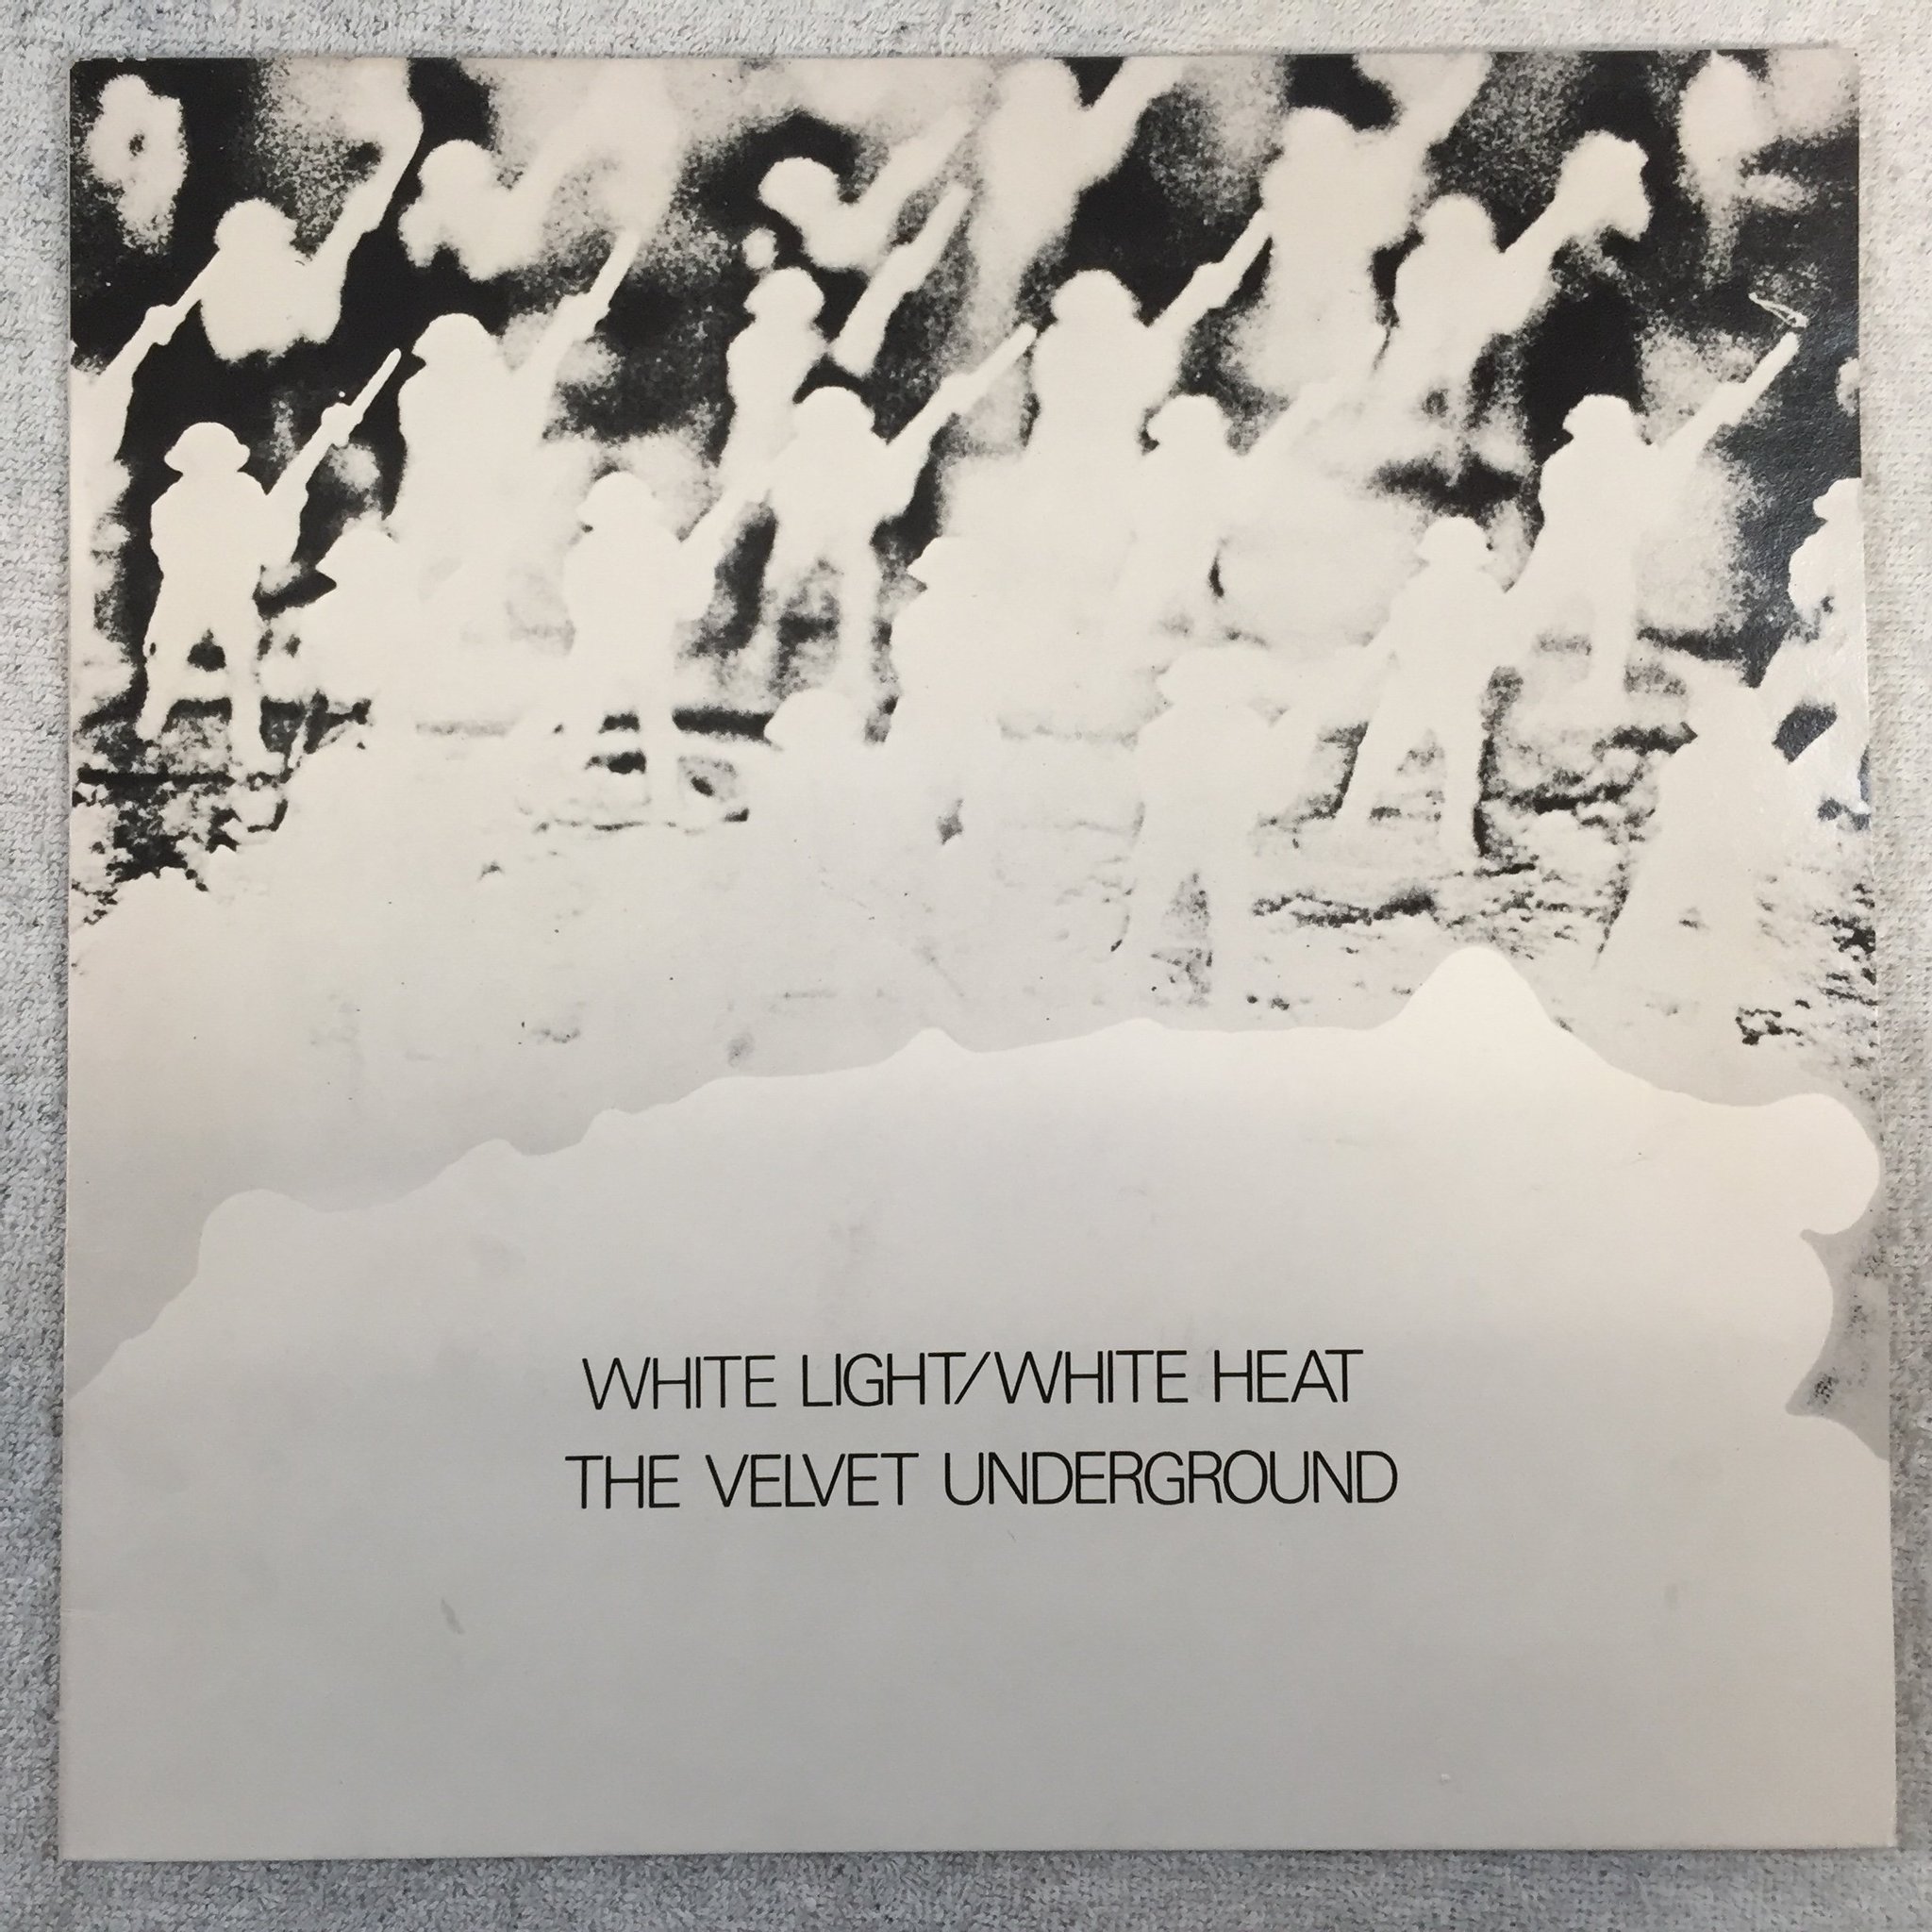 WHITE LIGHT/WHITE HEAT
THE VELVET UNDERGROUND